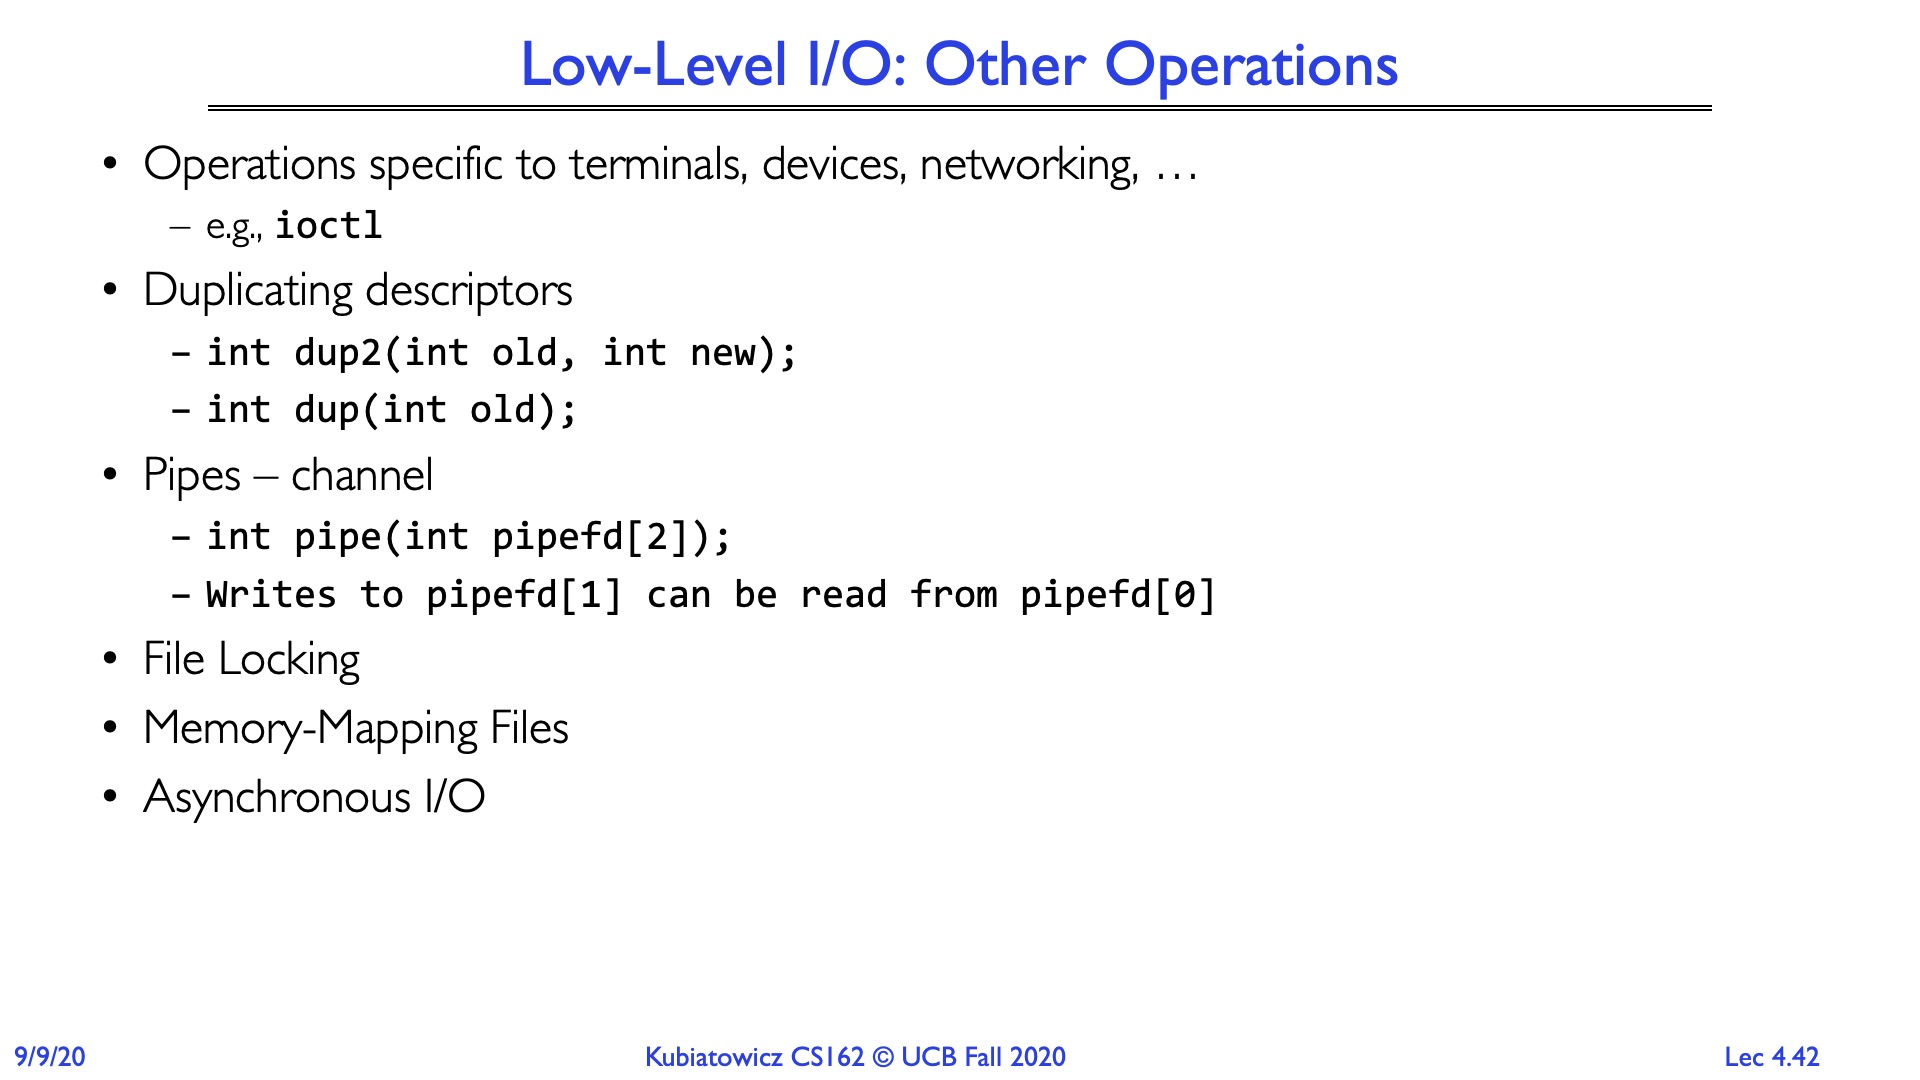 Low-Level I/O: Other Operations
• Operations specific to terminals, devices, networking, …
– e.g., ioctl
• Duplicating descriptors
– int dup2(int old, int new);
– int dup(int old);
• Pipes – channel
– int pipe(int pipefd[2]);
– Writes to pipefd[1] can be read from pipefd[0]
• File Locking
• Memory-Mapping Files
• Asynchronous I/O
9/9/20 Kubiatowicz CS162 © UCB Fall 2020 Lec 4.42